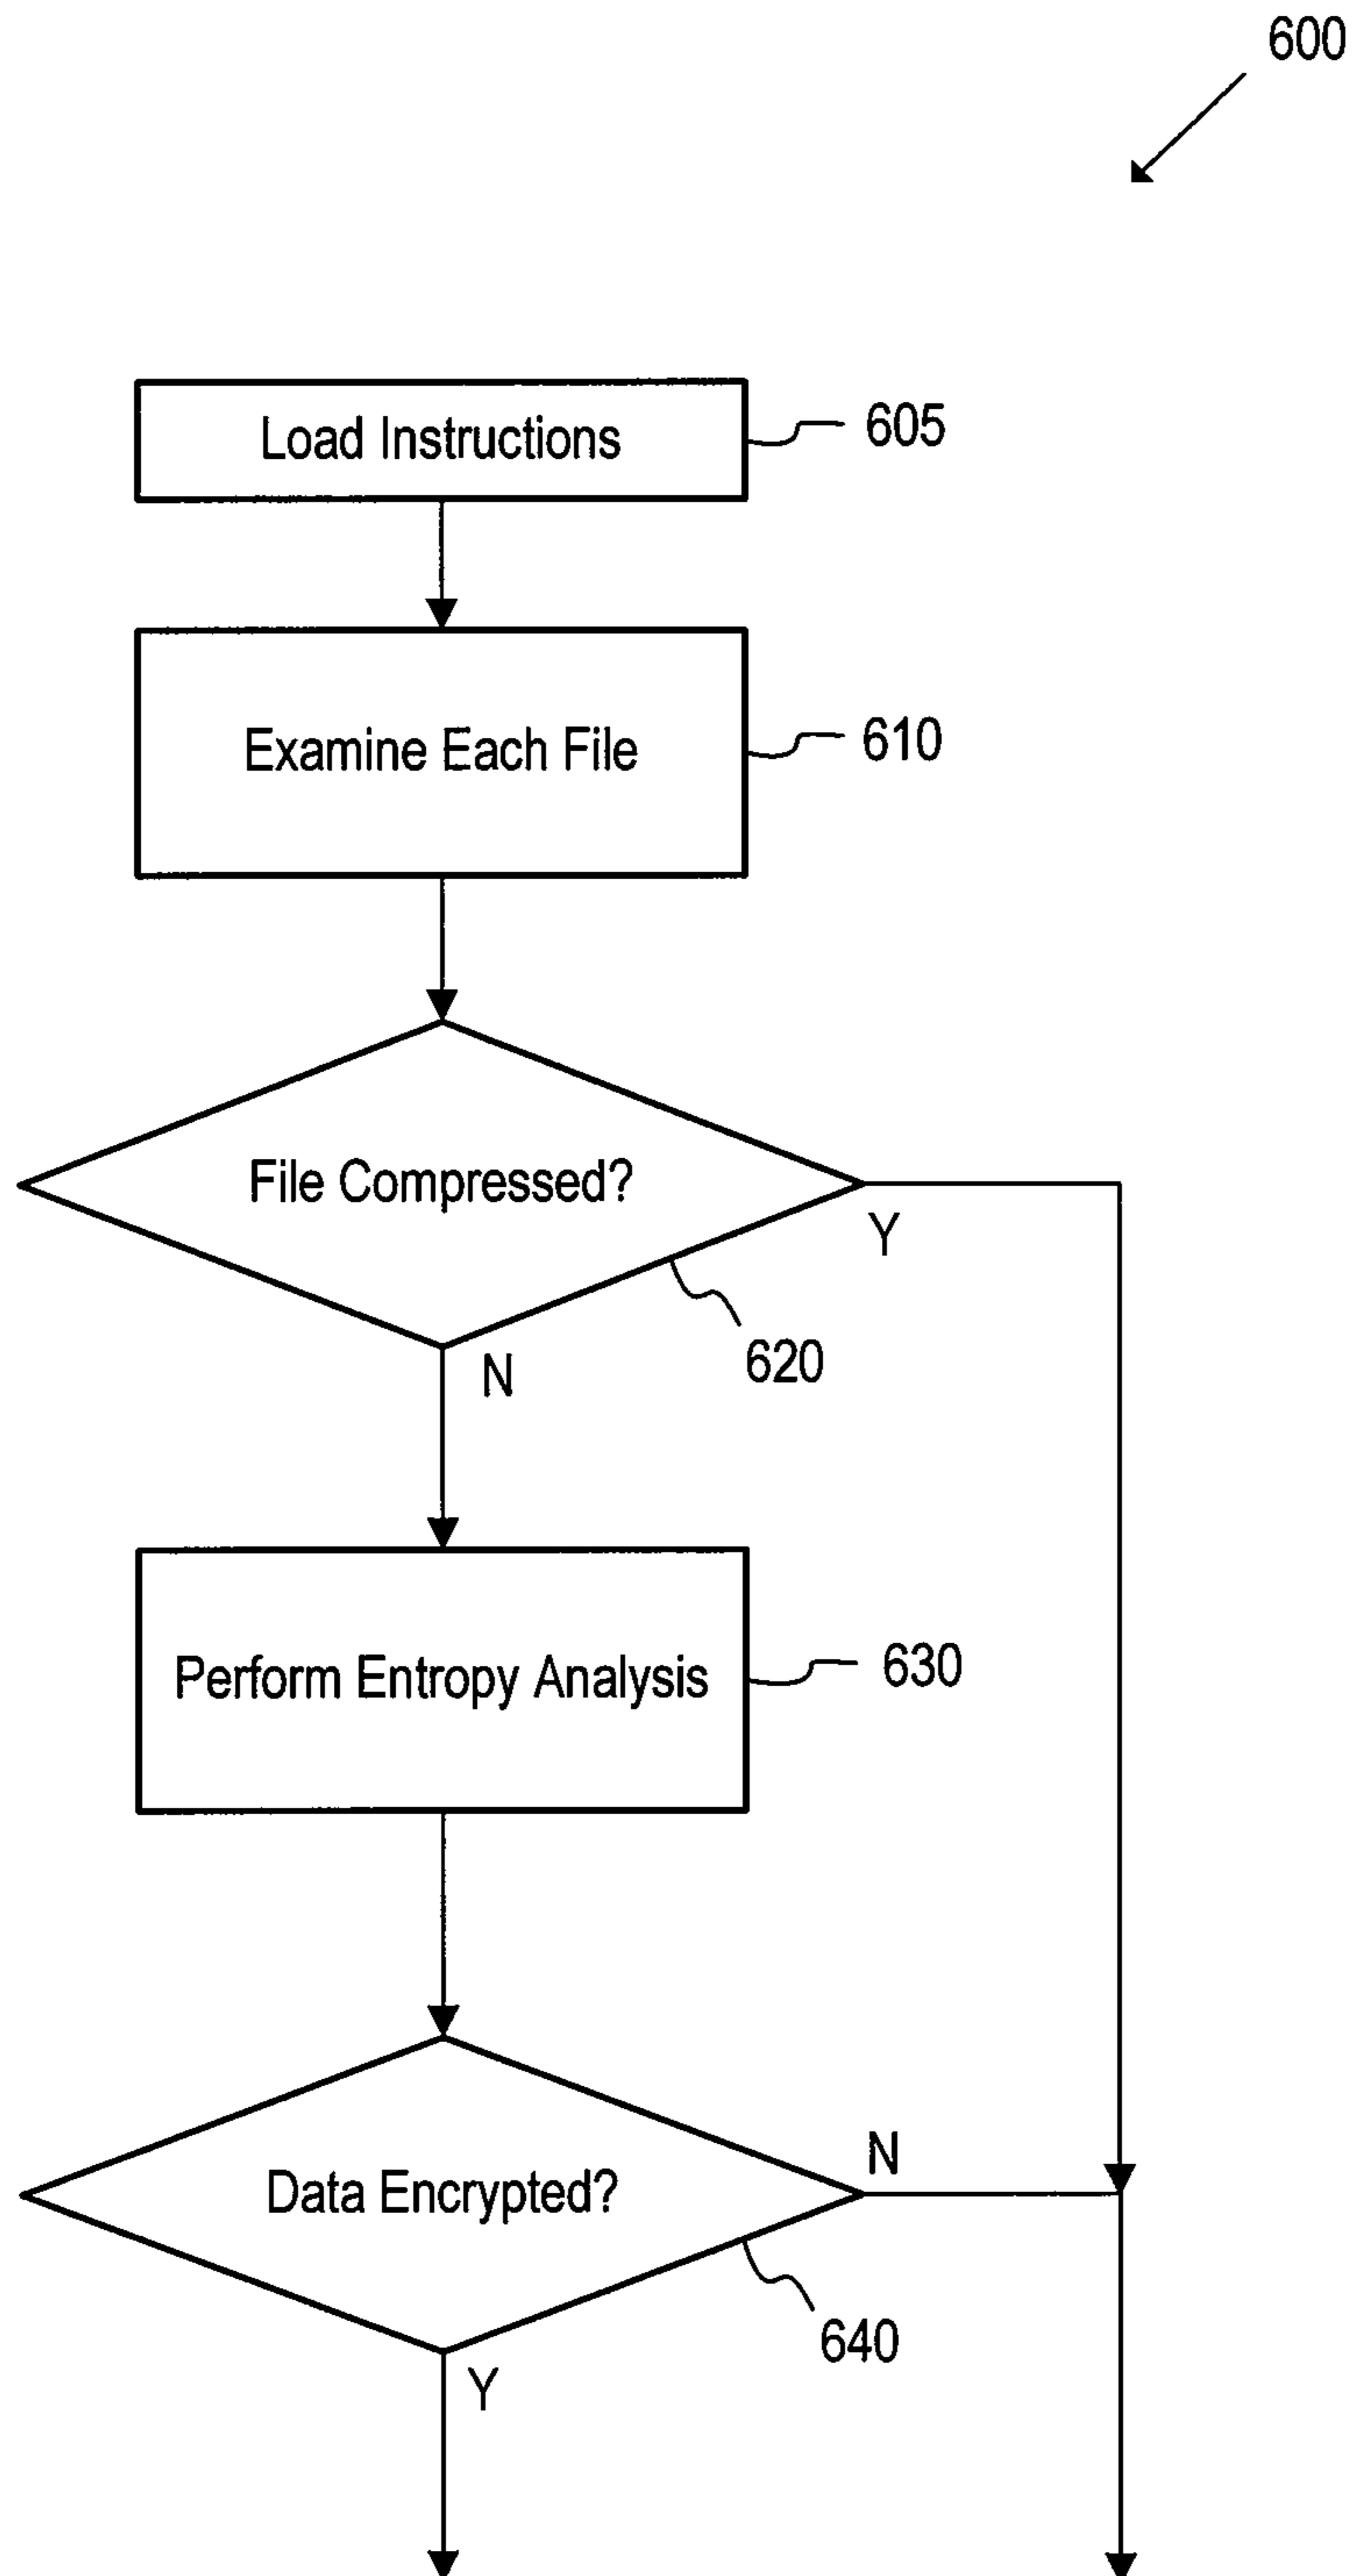 600
Load Instructions
605
Examine Each File
610
File Compressed?
Y
620
N
Perform Entropy Analysis
630
N
Data Encrypted?
640
Y